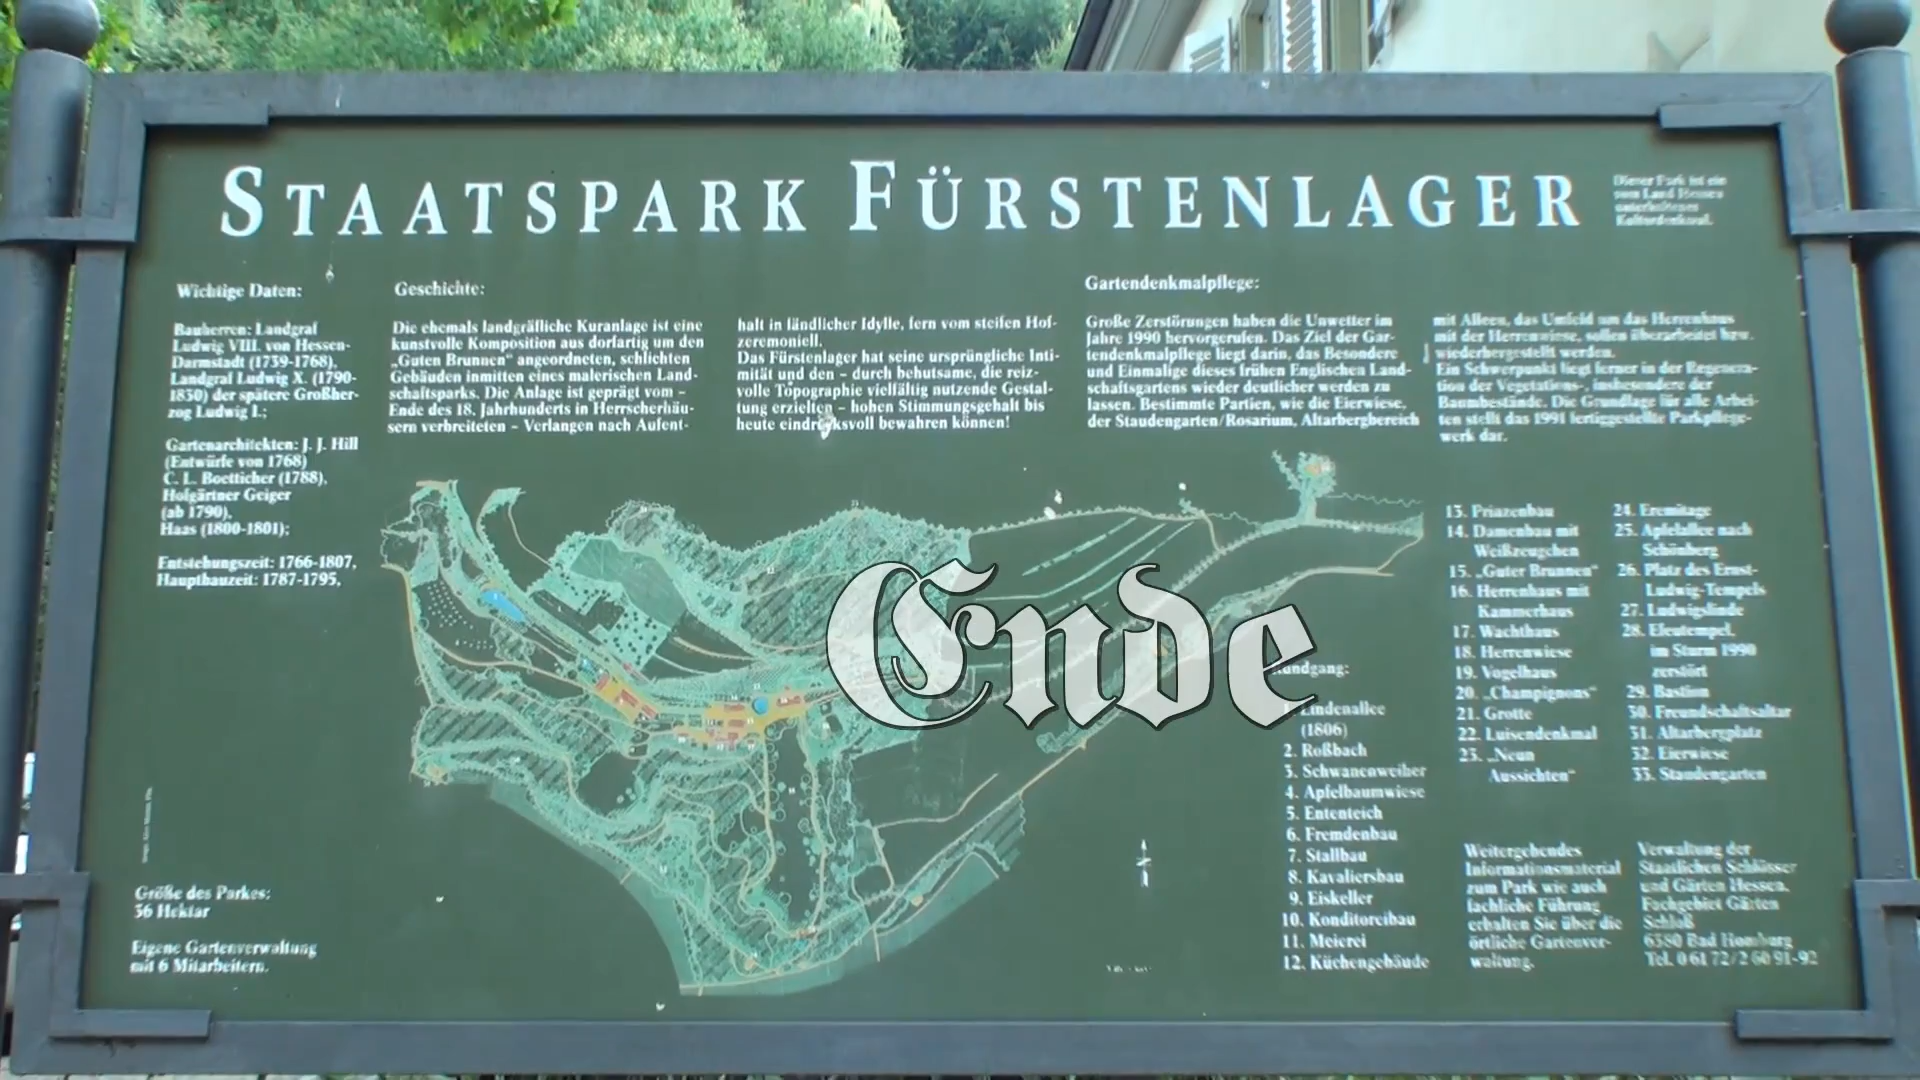 STAATSPARK FÜRSTENLAGER
Dieser Park ist ein
vom Land Hessen
unterhaltenes
Kulturdenkmal.
Wichtige Daten:
Bauherren: Landgraf
Ludwig VIII. von Hessen-
Darmstadt (1739-1768),
Landgraf Ludwig X. (1790-
1830) der spätere Großher-
zog Ludwig I.;
Gartenarchitekten: J. J. Hill
(Entwürfe von 1768)
C. L. Boetticher (1788),
Hofgärtner Geiger
(ab 1790),
Haas (1800-1801);
Entstehungszeit: 1766-1807,
Hauptbauzeit: 1787-1795,
Größe des Parkes:
36 Hektar
Eigene Gartenverwaltung
mit 6 Mitarbeitern.
Geschichte:
Die ehemals landgräfliche Kuranlage ist eine
kunstvolle Komposition aus dorfartig um den
„Guten Brunnen“ angeordneten, schlichten
Gebäuden inmitten eines malerischen Land-
schaftsparks. Die Anlage ist geprägt vom –
Ende des 18. Jahrhunderts in Herrscherhäu-
sern verbreiteten – Verlangen nach Aufent-
halt in ländlicher Idylle, fern vom steifen Hof-
zeremoniell.
Das Fürstenlager hat seine ursprüngliche Inti-
mität und den – durch behutsame, die reiz-
volle Topographie vielfältig nutzende Gestal-
tung erzielten – hohen Stimmungsgehalt bis
heute eindrucksvoll bewahren können!
Gartendenkmalpflege:
Große Zerstörungen haben die Unwetter im
Jahre 1990 hervorgerufen. Das Ziel der Gar-
tendenkmalpflege liegt darin, das Besondere
und Einmalige dieses frühen Englischen Land-
schaftsgartens wieder deutlicher werden zu
lassen. Bestimmte Partien, wie die Eierwiese,
der Staudengarten/Rosarium, Altarbergbereich
mit Alleen, das Umfeld um das Herrenhaus
mit der Herrenwiese, sollen überarbeitet bzw.
wiederhergestellt werden.
Ein Schwerpunkt liegt ferner in der Regenera-
tion der Vegetations-, insbesondere der
Baumbestände. Die Grundlage für alle Arbei-
ten stellt das 1991 fertiggestellte Parkpflege-
werk dar.
Ende
Rundgang:
1. Lindenallee
(1806)
2. Roßbach
3. Schwanenweiher
4. Apfelbaumwiese
5. Ententeich
6. Fremdenbau
7. Stallbau
8. Kavaliersbau
9. Eiskeller
10. Konditoreibau
11. Meierei
12. Küchengebäude
13. Prinzenbau
14. Damenbau mit
Weißzeugchen
15. „Guter Brunnen“
16. Herrenhaus mit
Kammerhaus
17. Wachthaus
18. Herrenwiese
19. Vogelhaus
20. „Champignons“
21. Grotte
22. Luisendenkmal
23. „Neun
Aussichten“
24. Eremitage
25. Apfelallee nach
Schönberg
26. Platz des Ernst-
Ludwig-Tempels
27. Ludwigslinde
28. Eleutempel,
im Sturm 1990
zerstört
29. Bastion
30. Freundschaftsaltar
31. Altarbergplatz
32. Eierwiese
33. Staudengarten
Weitergehendes
Informationsmaterial
zum Park wie auch
fachliche Führung
erhalten Sie über die
örtliche Gartenver-
waltung.
Verwaltung der
Staatlichen Schlösser
und Gärten Hessen.
Fachgebiet Gärten
Schloß
6380 Bad Homburg
Tel. 0 61 72/2 60 91-92